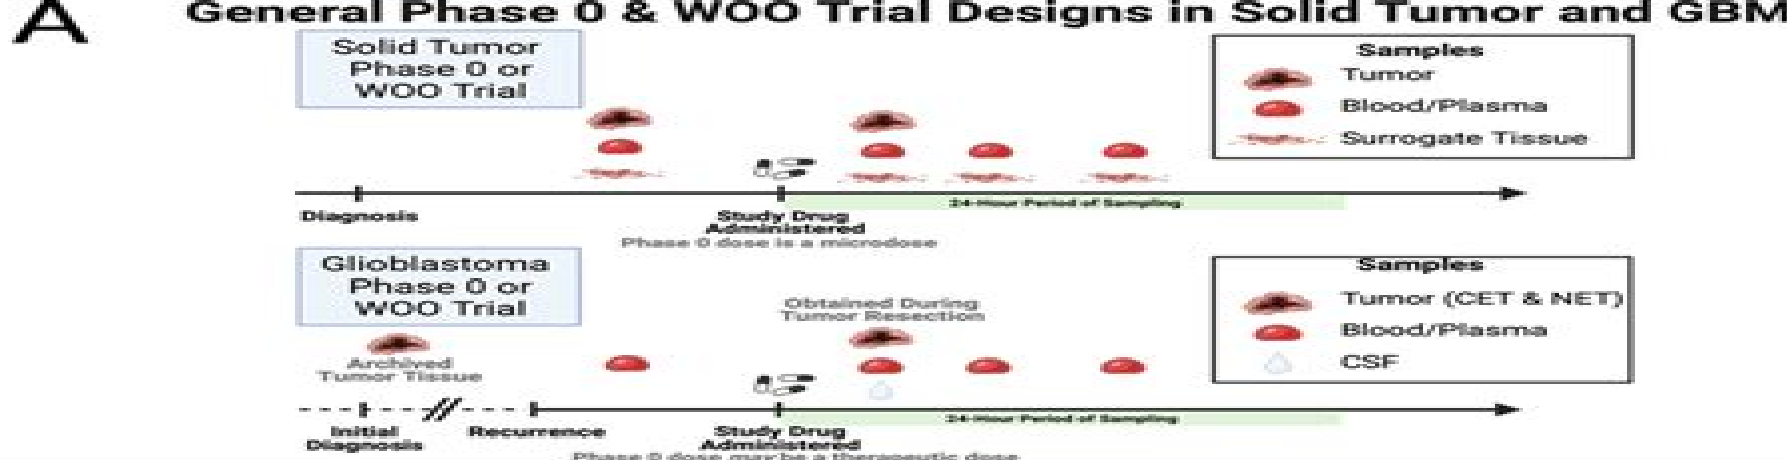 A
General Phase 0 & WOO Trial Designs in Solid Tumor and GBM
Solid Tumor
Phase 0 or
WOO Trial
Samples
Tumor
Blood/Plasma
Surrogate Tissue
24-Hour Period of Sampling
Diagnosis
Study Drug
Administered
Phase 0 dose is a microdose
Glioblastoma
Phase 0 or
WOO Trial
Samples
Tumor (CET & NET)
Blood/Plasma
CSF
Obtained During
Tumor Resection
Archived
Tumor Tissue
24-Hour Period of Sampling
Initial
Diagnosis
Recurrence
Study Drug
Administered
Phase 0 dose may be a therapeutic dose